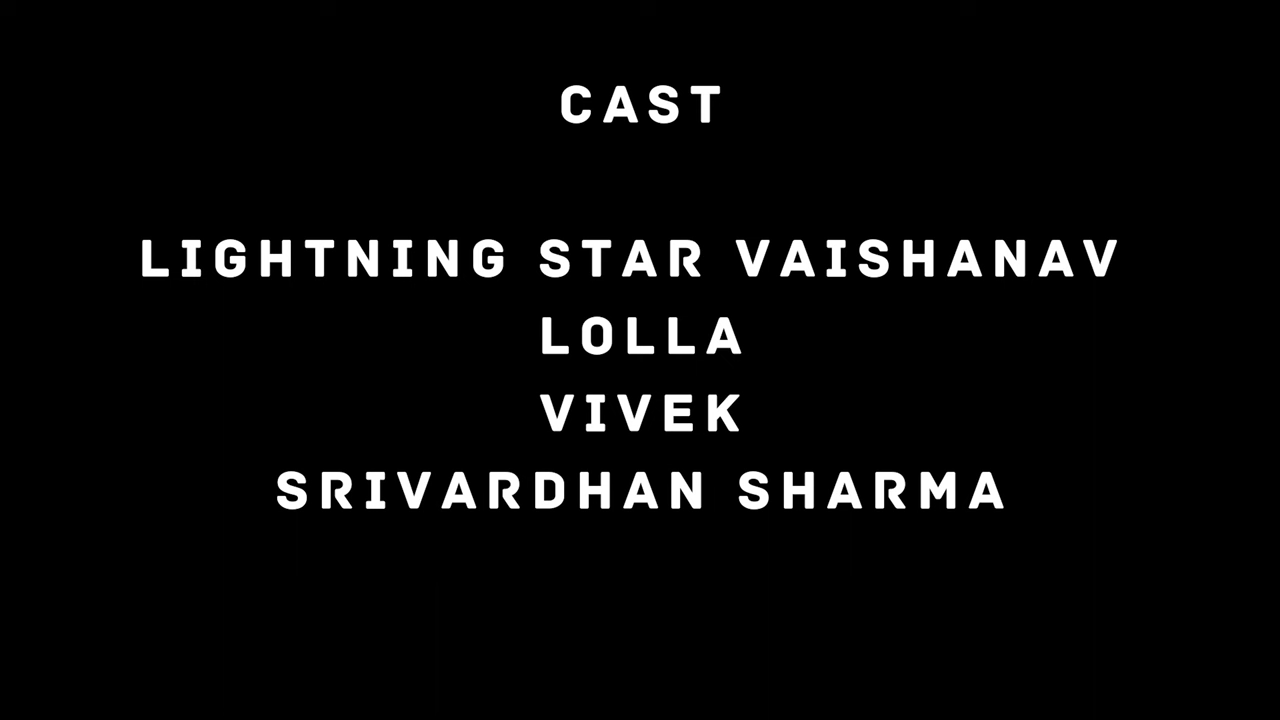 CAST
LIGHTNING STAR VAISHANAV
LOLLA
VIVEK
SRIVARDHAN SHARMA